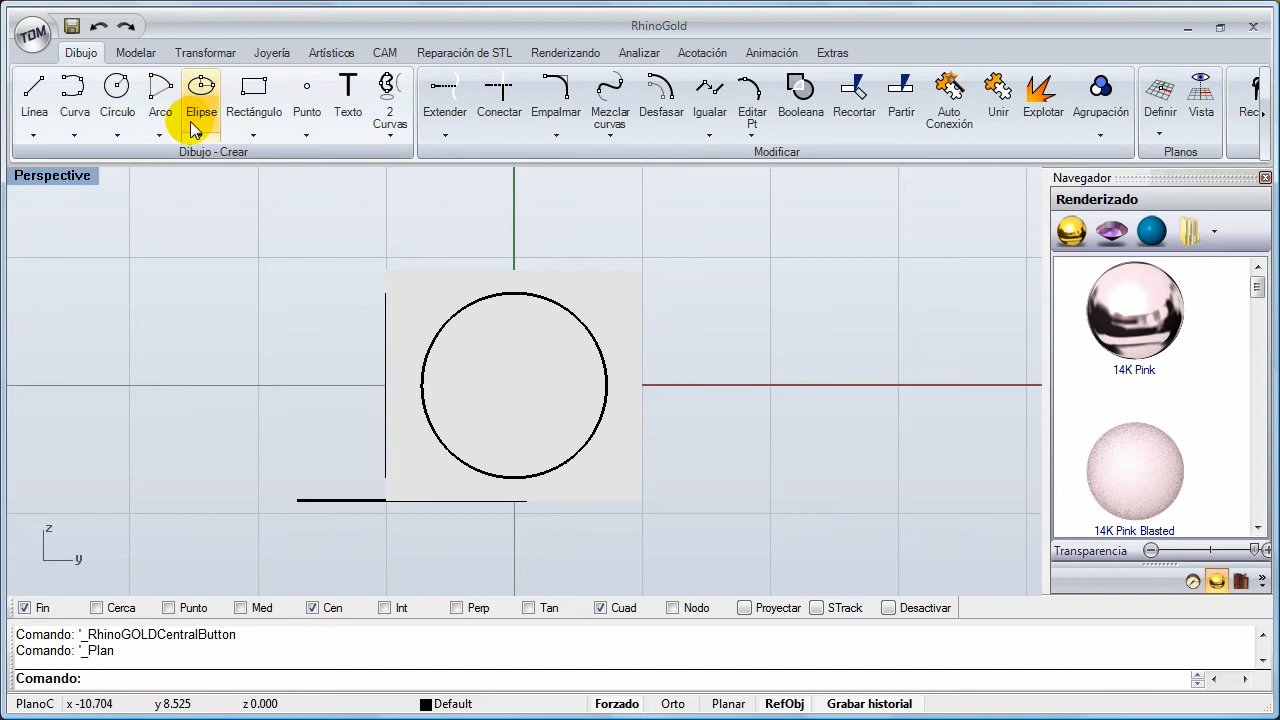 RhinoGold
TDM
Dibujo Modelar Transformar Joyería Artísticos CAM Reparación de STL Renderizando Analizar Acotación Animación Extras
Línea Curva Círculo Arco Elipse Rectángulo Punto Texto 2 Curvas
Extender Conectar Empalmar Mezclar curvas Desfasar Igualar Editar Pt Booleana Recortar Partir Auto Conexión Unir Explotar Agrupación
Definir Vista
Rec
Dibujo - Crear
Modificar
Planos
Perspective
z
y
Navegador
Renderizado
14K Pink
14K Pink Blasted
Transparencia
Fin Cerca Punto Med Cen Int Perp Tan Cuad Nodo Proyectar STrack Desactivar
Comando: '_RhinoGOLDCentralButton
Comando: '_Plan
Comando:
PlanoC x -10.704 y 8.525 z 0.000 Default Forzado Orto Planar RefObj Grabar historial